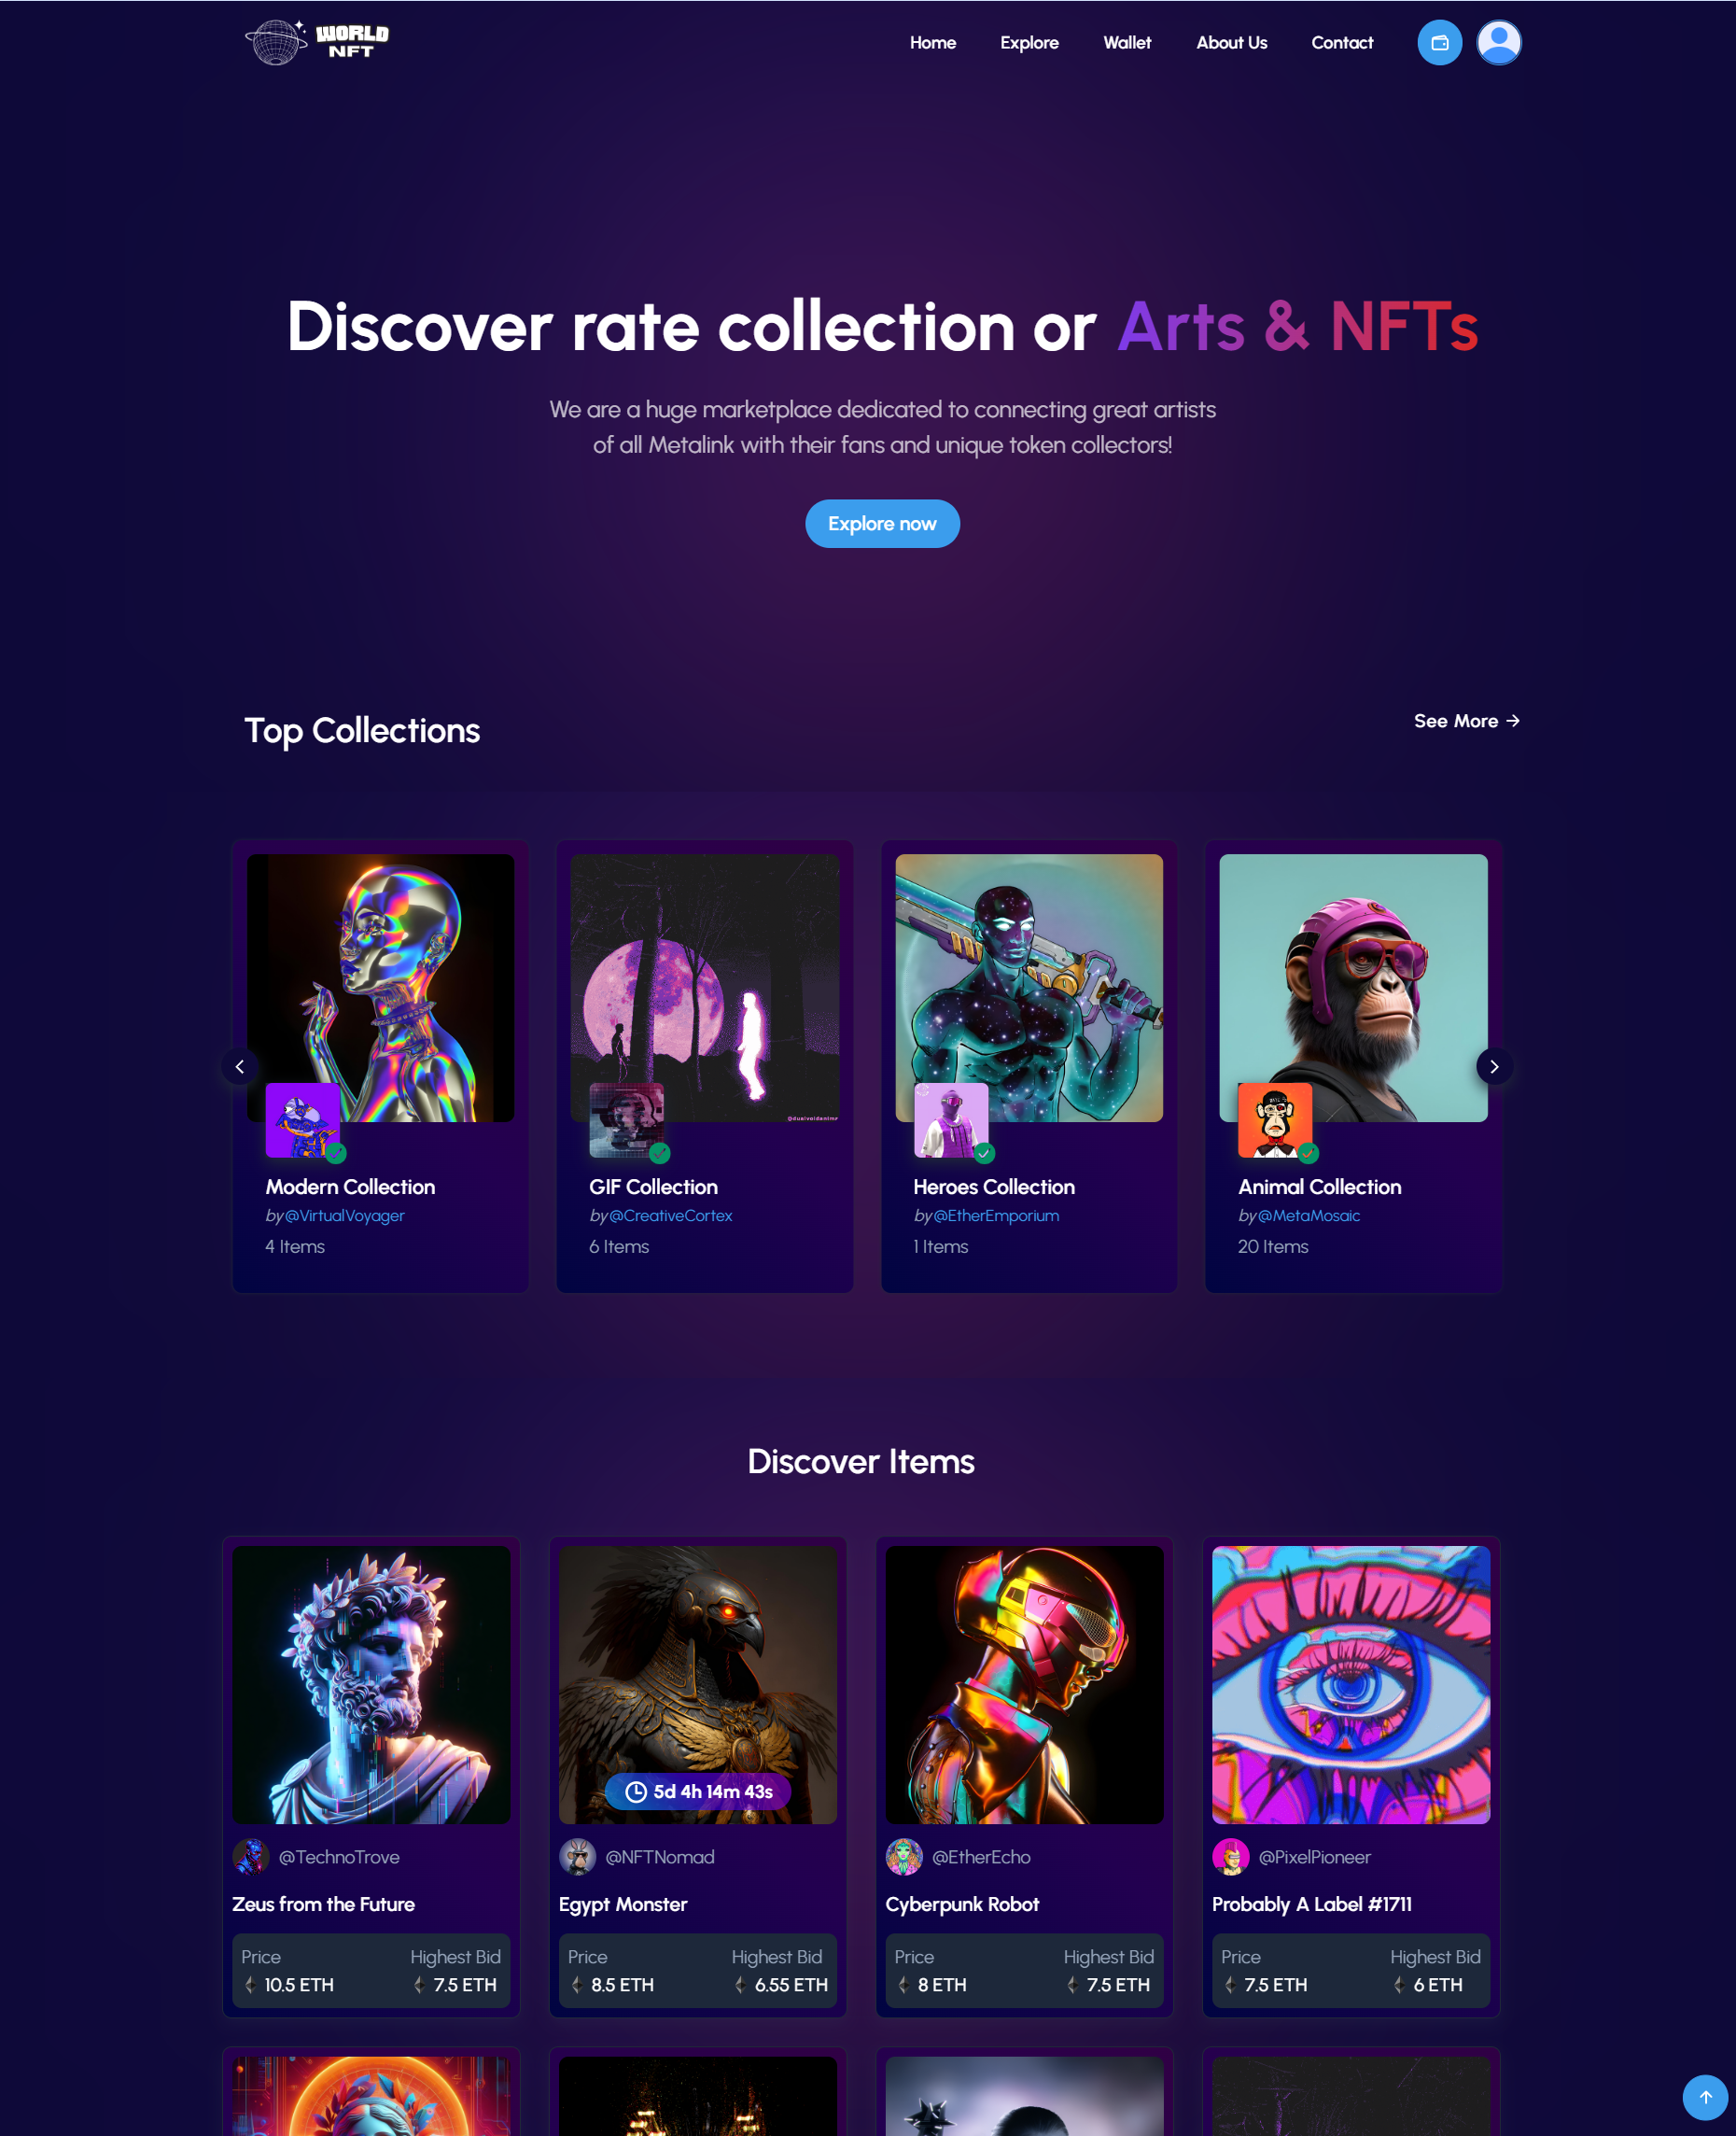 WORLD
NFT
Home
Explore
Wallet
About Us
Contact
Discover rate collection or Arts & NFTs
We are a huge marketplace dedicated to connecting great artists
of all Metalink with their fans and unique token collectors!
Explore now
Top Collections
See More →
@dualvoidanima
Modern Collection
by @VirtualVoyager
4 Items
GIF Collection
by @CreativeCortex
6 Items
Heroes Collection
by @EtherEmporium
1 Items
Animal Collection
by @MetaMosaic
20 Items
Discover Items
5d 4h 14m 43s
@TechnoTrove
Zeus from the Future
Price
Highest Bid
10.5 ETH
7.5 ETH
@NFTNomad
Egypt Monster
Price
Highest Bid
8.5 ETH
6.55 ETH
@EtherEcho
Cyberpunk Robot
Price
Highest Bid
8 ETH
7.5 ETH
@PixelPioneer
Probably A Label #1711
Price
Highest Bid
7.5 ETH
6 ETH